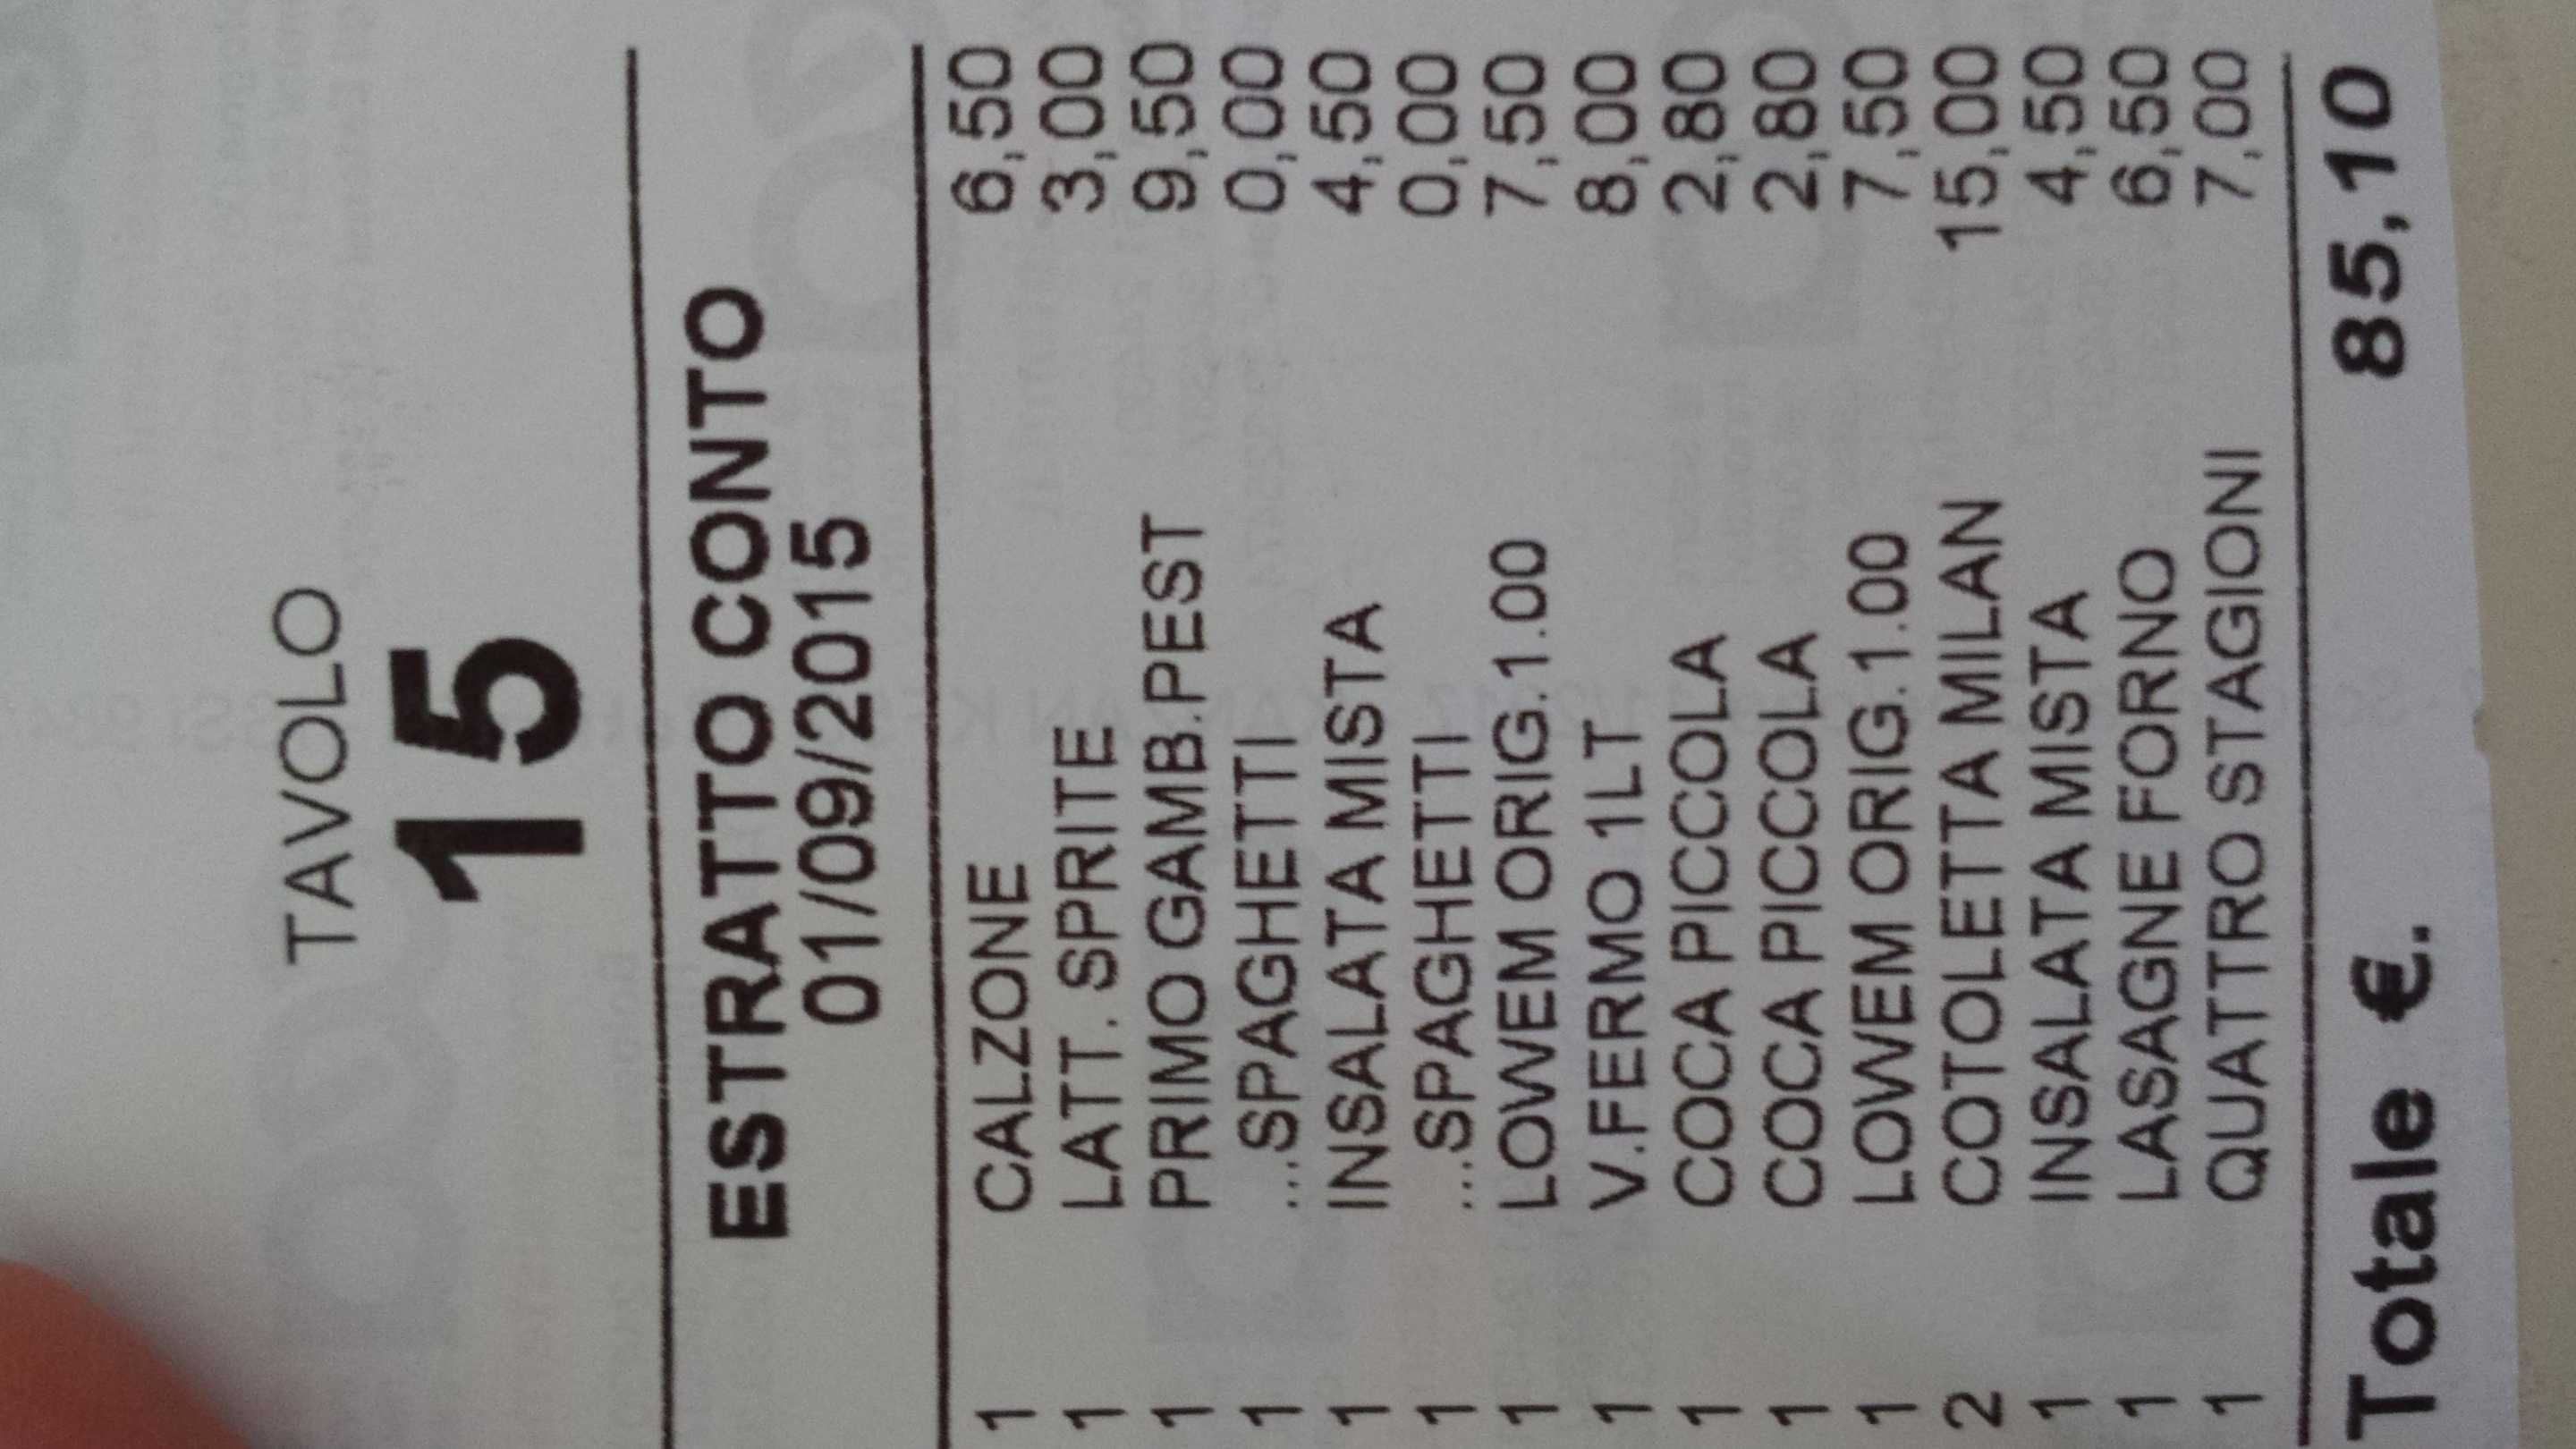 TAVOLO
15
ESTRATTO CONTO
01/09/2015
1 CALZONE 6,50
1 LATT. SPRITE 3,00
1 PRIMO GAMB.PEST 9,50
1 ...SPAGHETTI 0,00
1 INSALATA MISTA 4,50
1 ...SPAGHETTI 0,00
1 LOWEM ORIG.1.00 7,50
1 V.FERMO 1LT 8,00
1 COCA PICCOLA 2,80
1 COCA PICCOLA 2,80
1 LOWEM ORIG.1.00 7,50
2 COTOLETTA MILAN 15,00
1 INSALATA MISTA 4,50
1 LASAGNE FORNO 6,50
1 QUATTRO STAGIONI 7,00
Totale €. 85,10